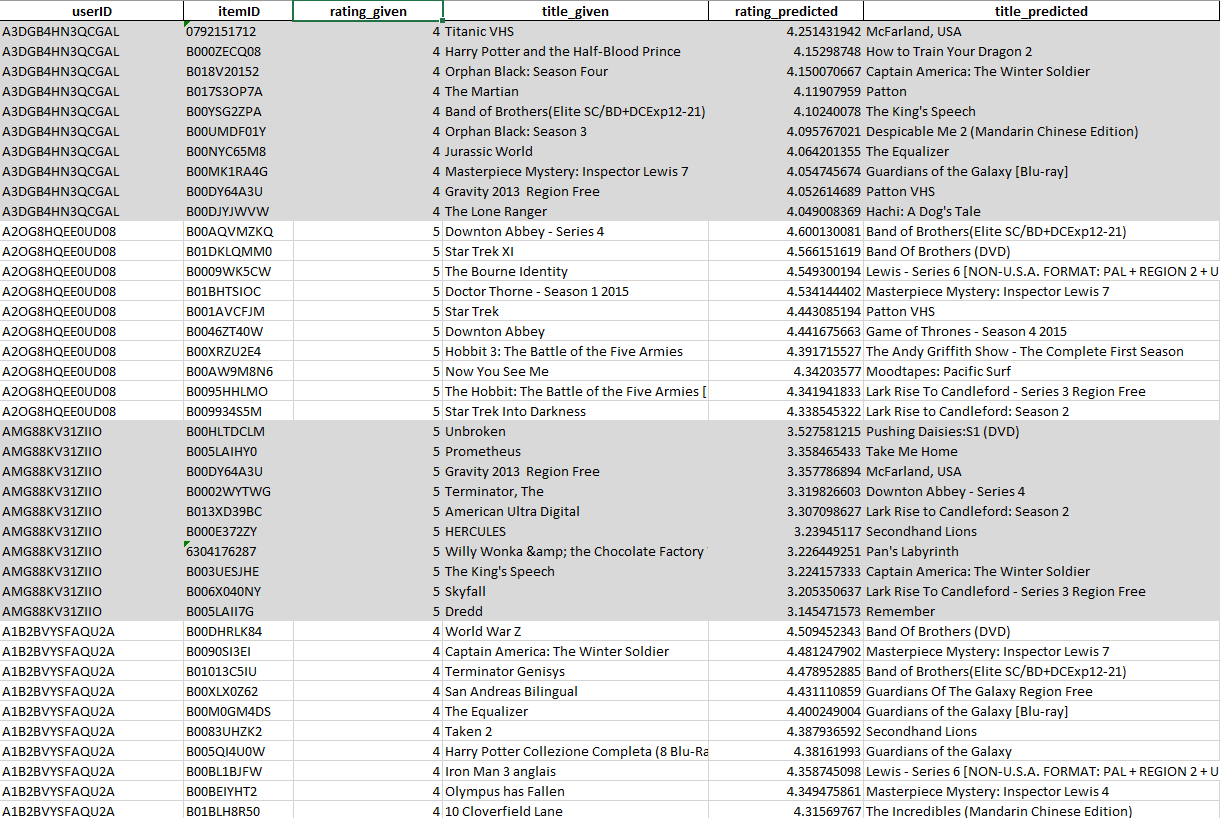 userID itemID rating_given title_given rating_predicted title_predicted
A3DGB4HN3QCGAL 0792151712 4 Titanic VHS 4.251431942 McFarland, USA
A3DGB4HN3QCGAL B000ZECQ08 4 Harry Potter and the Half-Blood Prince 4.15298748 How to Train Your Dragon 2
A3DGB4HN3QCGAL B018V20152 4 Orphan Black: Season Four 4.150070667 Captain America: The Winter Soldier
A3DGB4HN3QCGAL B017S3OP7A 4 The Martian 4.11907959 Patton
A3DGB4HN3QCGAL B00YSG2ZPA 4 Band of Brothers(Elite SC/BD+DCExp12-21) 4.10240078 The King's Speech
A3DGB4HN3QCGAL B00UMDF01Y 4 Orphan Black: Season 3 4.095767021 Despicable Me 2 (Mandarin Chinese Edition)
A3DGB4HN3QCGAL B00NYC65M8 4 Jurassic World 4.064201355 The Equalizer
A3DGB4HN3QCGAL B00MK1RA4G 4 Masterpiece Mystery: Inspector Lewis 7 4.054745674 Guardians of the Galaxy [Blu-ray]
A3DGB4HN3QCGAL B00DY64A3U 4 Gravity 2013 Region Free 4.052614689 Patton VHS
A3DGB4HN3QCGAL B00DJYJWVW 4 The Lone Ranger 4.049008369 Hachi: A Dog's Tale
A2OG8HQEE0UD08 B00AQVMZKQ 5 Downton Abbey - Series 4 4.600130081 Band of Brothers(Elite SC/BD+DCExp12-21)
A2OG8HQEE0UD08 B01DKLQMM0 5 Star Trek XI 4.566151619 Band Of Brothers (DVD)
A2OG8HQEE0UD08 B0009WK5CW 5 The Bourne Identity 4.549300194 Lewis - Series 6 [NON-U.S.A. FORMAT: PAL + REGION 2 + U
A2OG8HQEE0UD08 B01BHTSIOC 5 Doctor Thorne - Season 1 2015 4.534144402 Masterpiece Mystery: Inspector Lewis 7
A2OG8HQEE0UD08 B001AVCFJM 5 Star Trek 4.443085194 Patton VHS
A2OG8HQEE0UD08 B0046ZT40W 5 Downton Abbey 4.441675663 Game of Thrones - Season 4 2015
A2OG8HQEE0UD08 B00XRZU2E4 5 Hobbit 3: The Battle of the Five Armies 4.391715527 The Andy Griffith Show - The Complete First Season
A2OG8HQEE0UD08 B00AW9M8N6 5 Now You See Me 4.34203577 Moodtapes: Pacific Surf
A2OG8HQEE0UD08 B0095HHLMO 5 The Hobbit: The Battle of the Five Armies [ 4.341941833 Lark Rise To Candleford - Series 3 Region Free
A2OG8HQEE0UD08 B009934S5M 5 Star Trek Into Darkness 4.338545322 Lark Rise to Candleford: Season 2
AMG88KV31ZIIO B00HLTDCLM 5 Unbroken 3.527581215 Pushing Daisies:S1 (DVD)
AMG88KV31ZIIO B005LAIHY0 5 Prometheus 3.358465433 Take Me Home
AMG88KV31ZIIO B00DY64A3U 5 Gravity 2013 Region Free 3.357786894 McFarland, USA
AMG88KV31ZIIO B0002WYTWG 5 Terminator, The 3.319826603 Downton Abbey - Series 4
AMG88KV31ZIIO B013XD39BC 5 American Ultra Digital 3.307098627 Lark Rise to Candleford: Season 2
AMG88KV31ZIIO B000E372ZY 5 HERCULES 3.23945117 Secondhand Lions
AMG88KV31ZIIO 6304176287 5 Willy Wonka &amp; the Chocolate Factory 3.226449251 Pan's Labyrinth
AMG88KV31ZIIO B003UESJHE 5 The King's Speech 3.224157333 Captain America: The Winter Soldier
AMG88KV31ZIIO B006X040NY 5 Skyfall 3.205350637 Lark Rise To Candleford - Series 3 Region Free
AMG88KV31ZIIO B005LAII7G 5 Dredd 3.145471573 Remember
A1B2BVYSFAQU2A B00DHRLK84 4 World War Z 4.509452343 Band Of Brothers (DVD)
A1B2BVYSFAQU2A B0090SI3EI 4 Captain America: The Winter Soldier 4.481247902 Masterpiece Mystery: Inspector Lewis 7
A1B2BVYSFAQU2A B01013C5IU 4 Terminator Genisys 4.478952885 Band of Brothers(Elite SC/BD+DCExp12-21)
A1B2BVYSFAQU2A B00XLX0Z62 4 San Andreas Bilingual 4.431110859 Guardians Of The Galaxy Region Free
A1B2BVYSFAQU2A B00M0GM4DS 4 The Equalizer 4.400249004 Guardians of the Galaxy [Blu-ray]
A1B2BVYSFAQU2A B0083UHZK2 4 Taken 2 4.387936592 Secondhand Lions
A1B2BVYSFAQU2A B005QI4U0W 4 Harry Potter Collezione Completa (8 Blu-Ra 4.38161993 Guardians of the Galaxy
A1B2BVYSFAQU2A B00BL1BJFW 4 Iron Man 3 anglais 4.358745098 Lewis - Series 6 [NON-U.S.A. FORMAT: PAL + REGION 2 + U
A1B2BVYSFAQU2A B00BEIYHT2 4 Olympus has Fallen 4.349475861 Masterpiece Mystery: Inspector Lewis 4
A1B2BVYSFAQU2A B01BLH8R50 4 10 Cloverfield Lane 4.31569767 The Incredibles (Mandarin Chinese Edition)